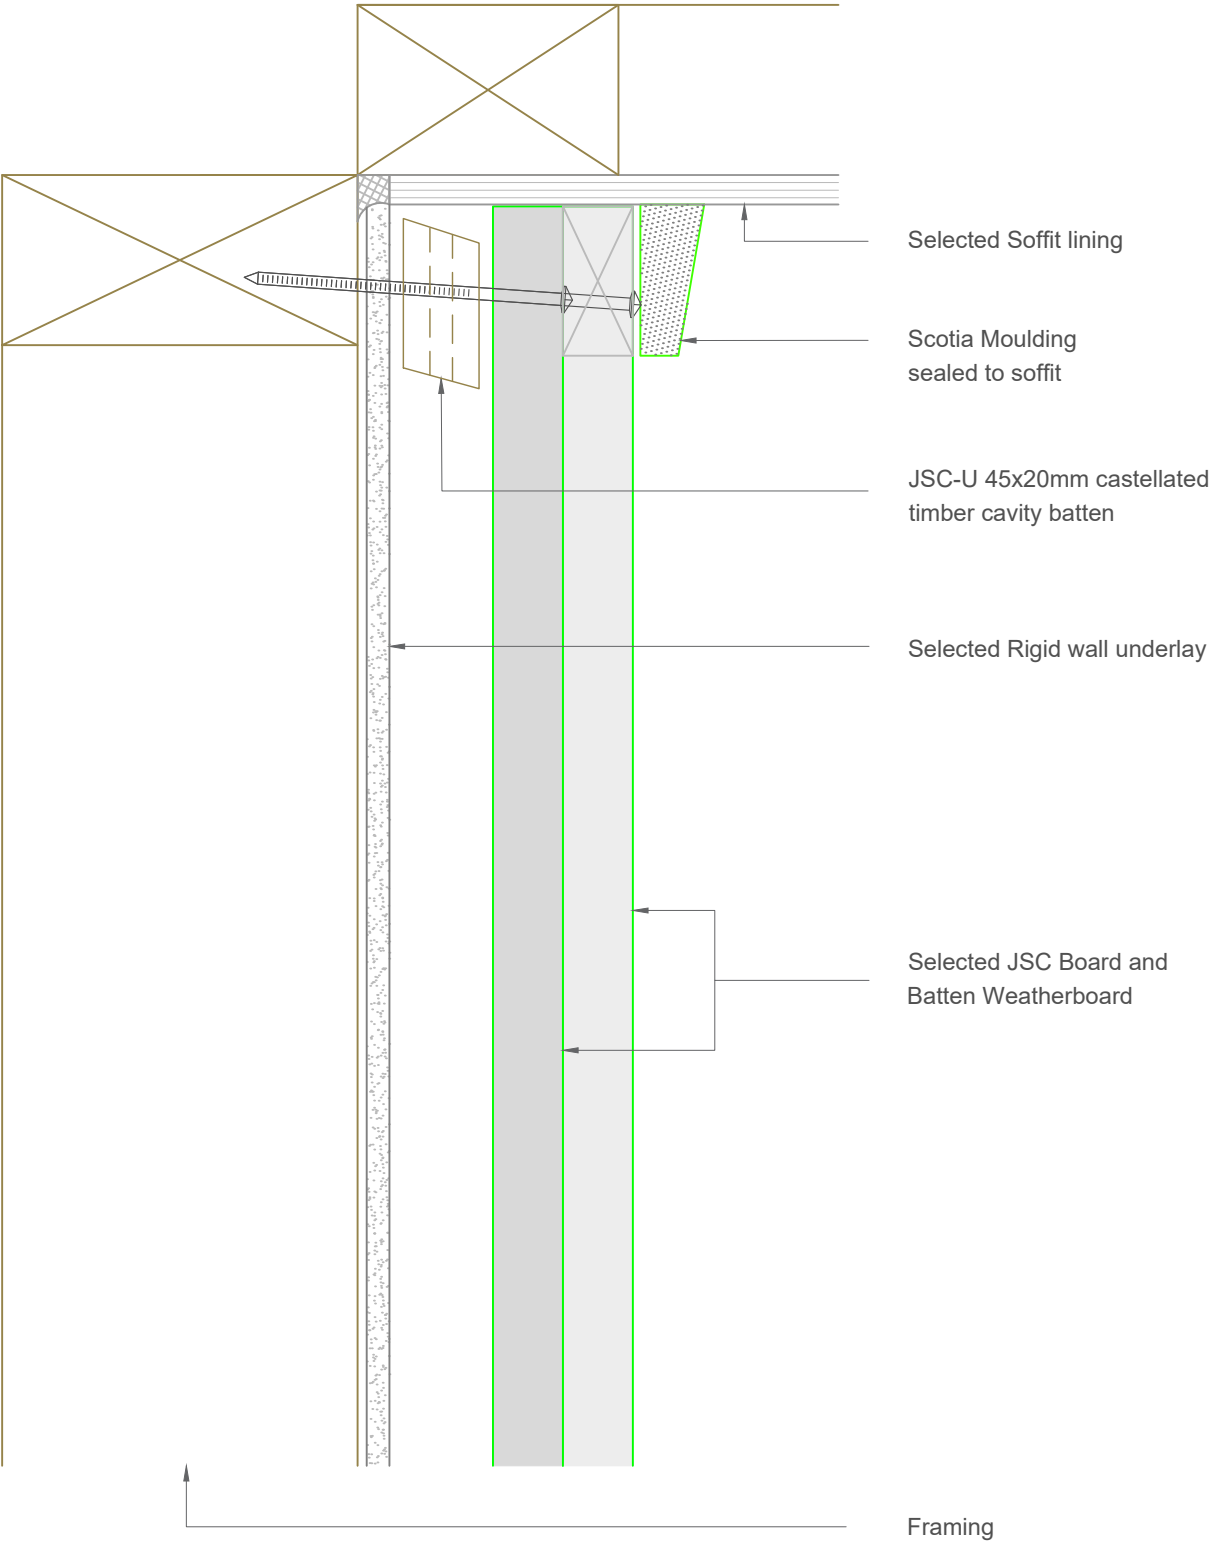 Selected Soffit lining
Scotia Moulding
sealed to soffit
JSC-U 45x20mm castellated
timber cavity batten
Selected Rigid wall underlay
Selected JSC Board and
Batten Weatherboard
Framing